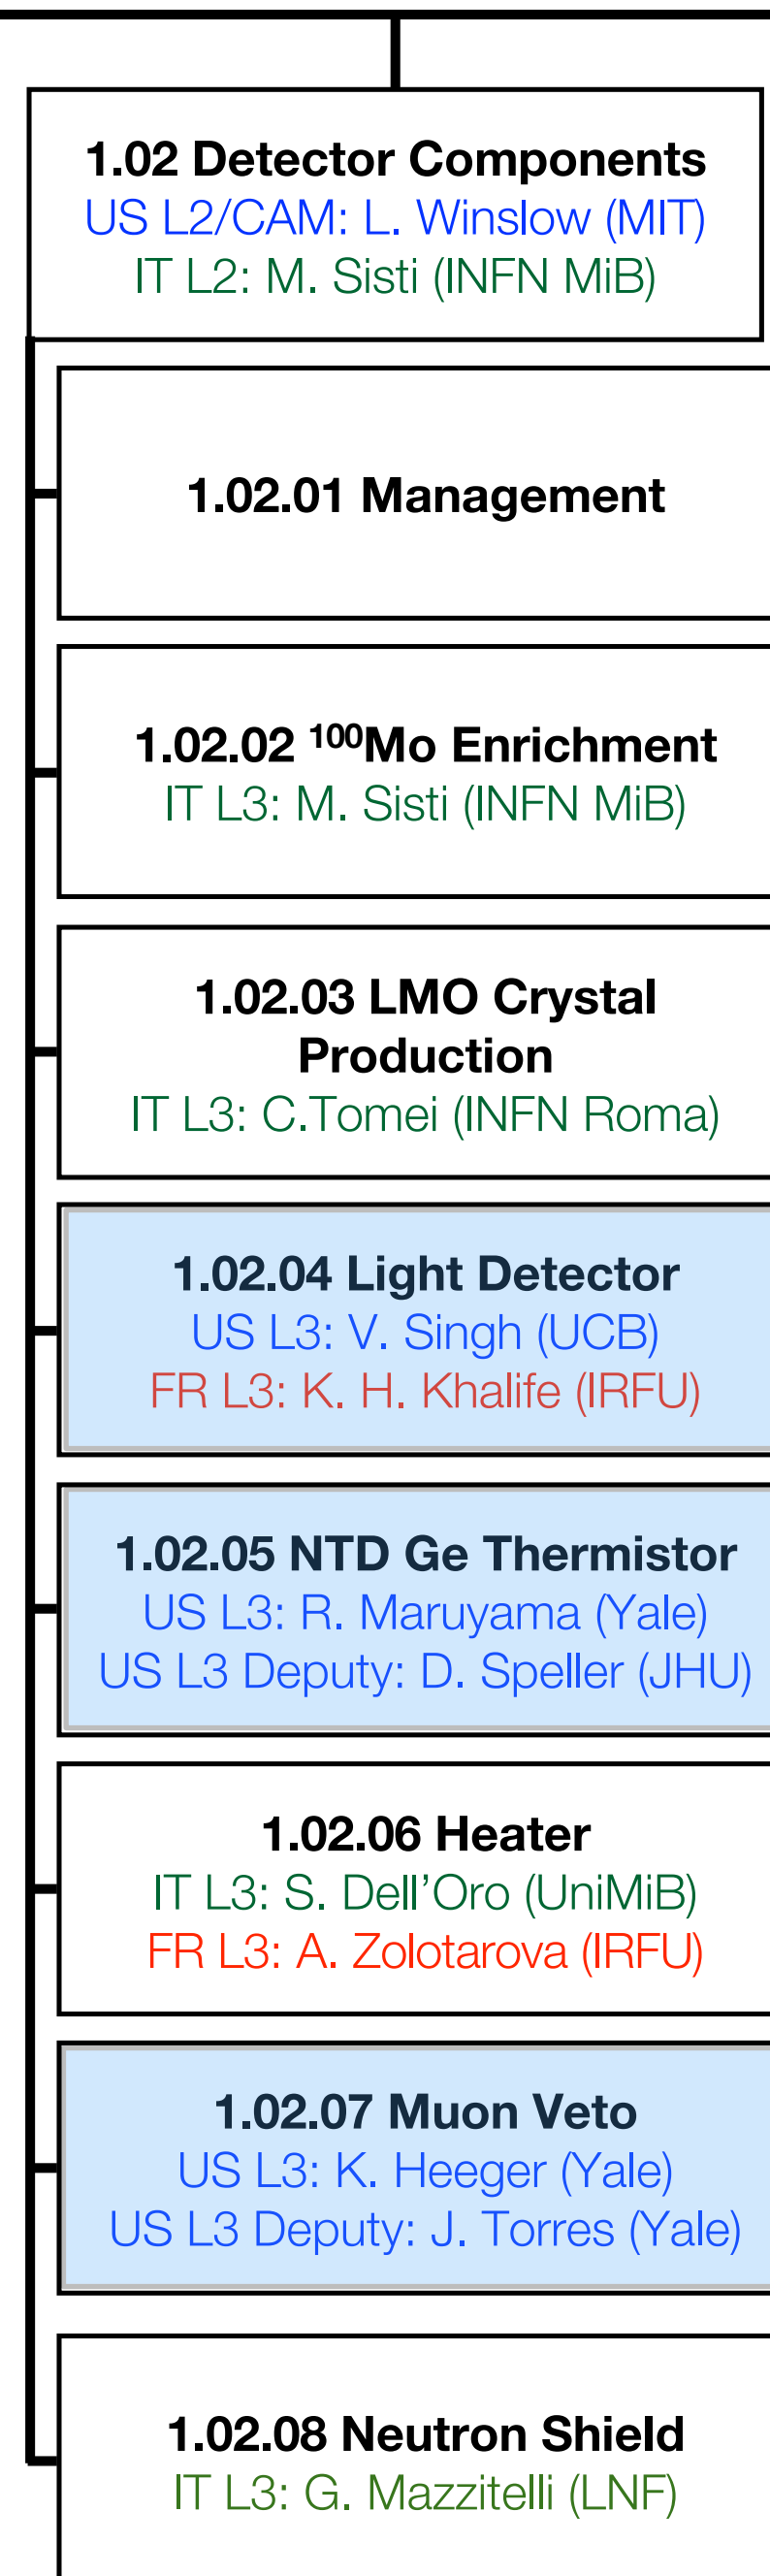 1.02 Detector Components
US L2/CAM: L. Winslow (MIT)
IT L2: M. Sisti (INFN MiB)
1.02.01 Management
1.02.02 ¹⁰⁰Mo Enrichment
IT L3: M. Sisti (INFN MiB)
1.02.03 LMO Crystal
Production
IT L3: C.Tomei (INFN Roma)
1.02.04 Light Detector
US L3: V. Singh (UCB)
FR L3: K. H. Khalife (IRFU)
1.02.05 NTD Ge Thermistor
US L3: R. Maruyama (Yale)
US L3 Deputy: D. Speller (JHU)
1.02.06 Heater
IT L3: S. Dell’Oro (UniMiB)
FR L3: A. Zolotarova (IRFU)
1.02.07 Muon Veto
US L3: K. Heeger (Yale)
US L3 Deputy: J. Torres (Yale)
1.02.08 Neutron Shield
IT L3: G. Mazzitelli (LNF)